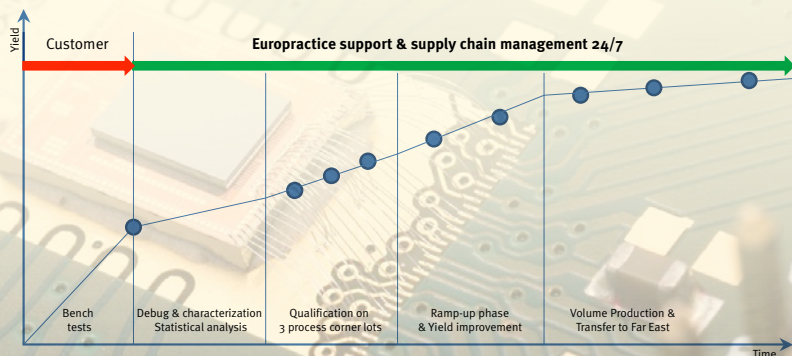 Yield
Customer
Europractice support & supply chain management 24/7
Bench
tests
Debug & characterization
Statistical analysis
Qualification on
3 process corner lots
Ramp-up phase
& Yield improvement
Volume Production &
Transfer to Far East
Time